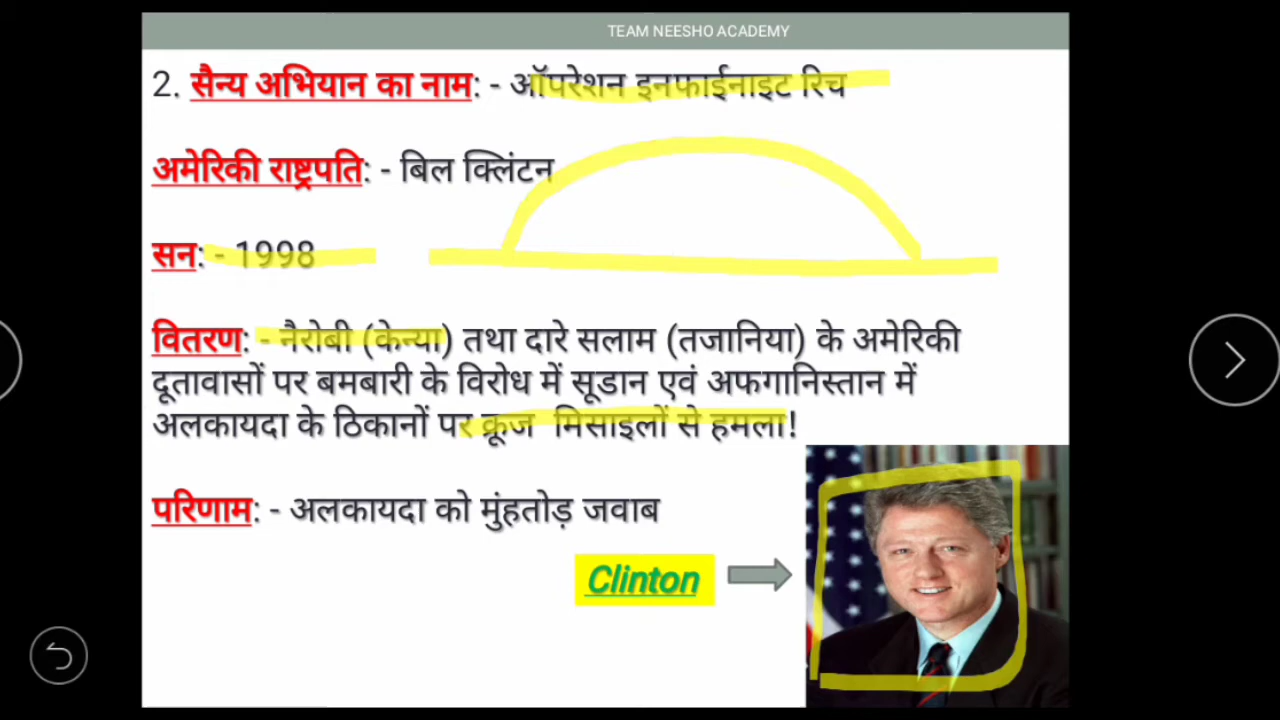 TEAM NEESHO ACADEMY
2. सैन्य अभियान का नाम: - ऑपरेशन इनफाईनाइट रिच
अमेरिकी राष्ट्रपति: - बिल क्लिंटन
सन: - 1998
वितरण: - नैरोबी (केन्या) तथा दारे सलाम (तजानिया) के अमेरिकी
दूतावासों पर बमबारी के विरोध में सूडान एवं अफगानिस्तान में
अलकायदा के ठिकानों पर क्रूज मिसाइलों से हमला!
परिणाम: - अलकायदा को मुंहतोड़ जवाब
Clinton